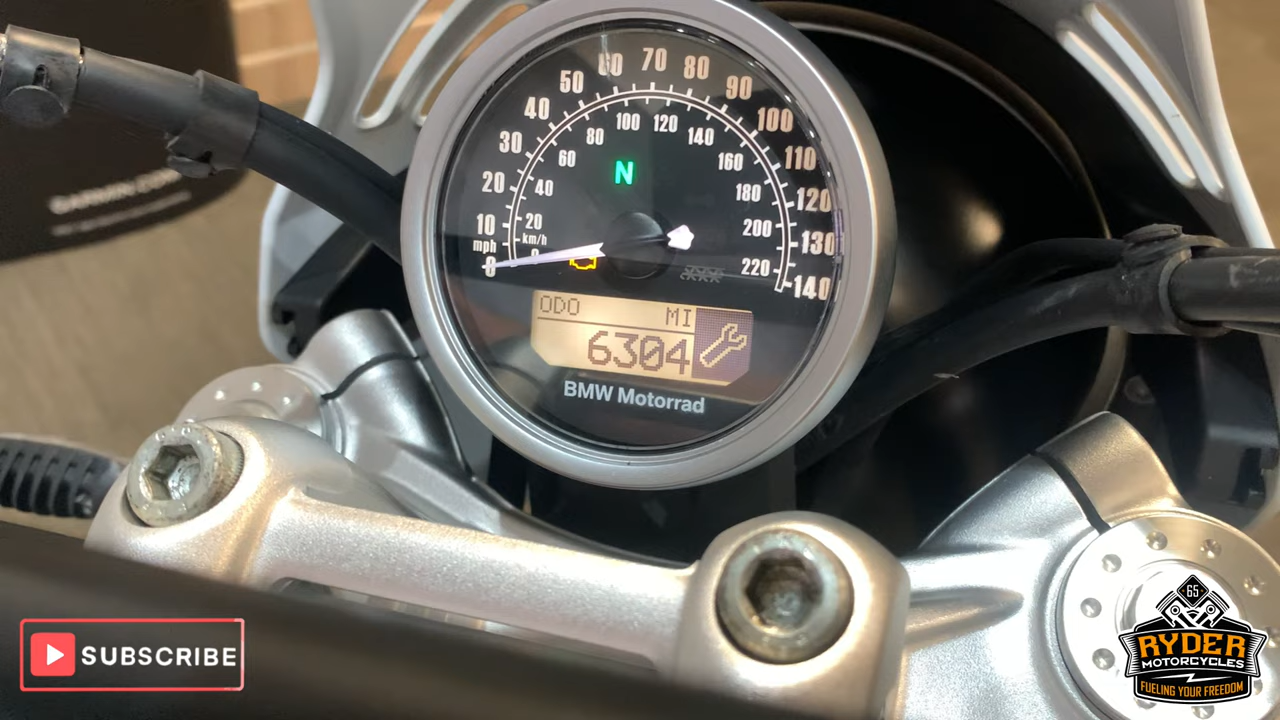 60 70
50 80
40 90
100 120
30 80 140 100
60 160 110
N
20 40 180 120
10 20 200 130
mph km/h
0 0 220 140
ODO MI
6304
BMW Motorrad
SUBSCRIBE
65
RYDER
MOTORCYCLES
FUELING YOUR FREEDOM